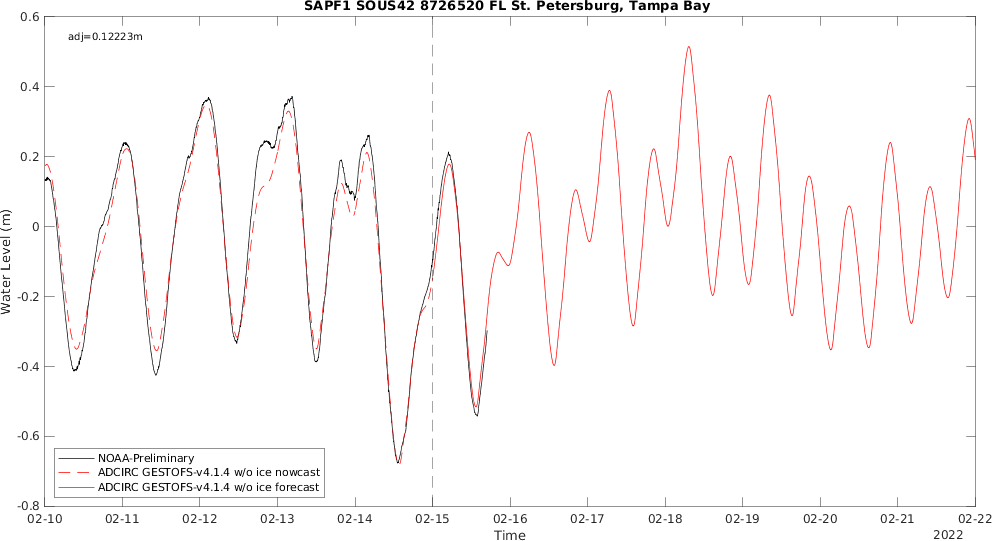 SAPF1 SOUS42 8726520 FL St. Petersburg, Tampa Bay
adj=0.12223m
0.6
0.4
0.2
0
-0.2
-0.4
-0.6
-0.8
Water Level (m)
NOAA-Preliminary
ADCIRC GESTOFS-v4.1.4 w/o ice nowcast
ADCIRC GESTOFS-v4.1.4 w/o ice forecast
02-10 02-11 02-12 02-13 02-14 02-15 02-16 02-17 02-18 02-19 02-20 02-21 02-22
Time
2022